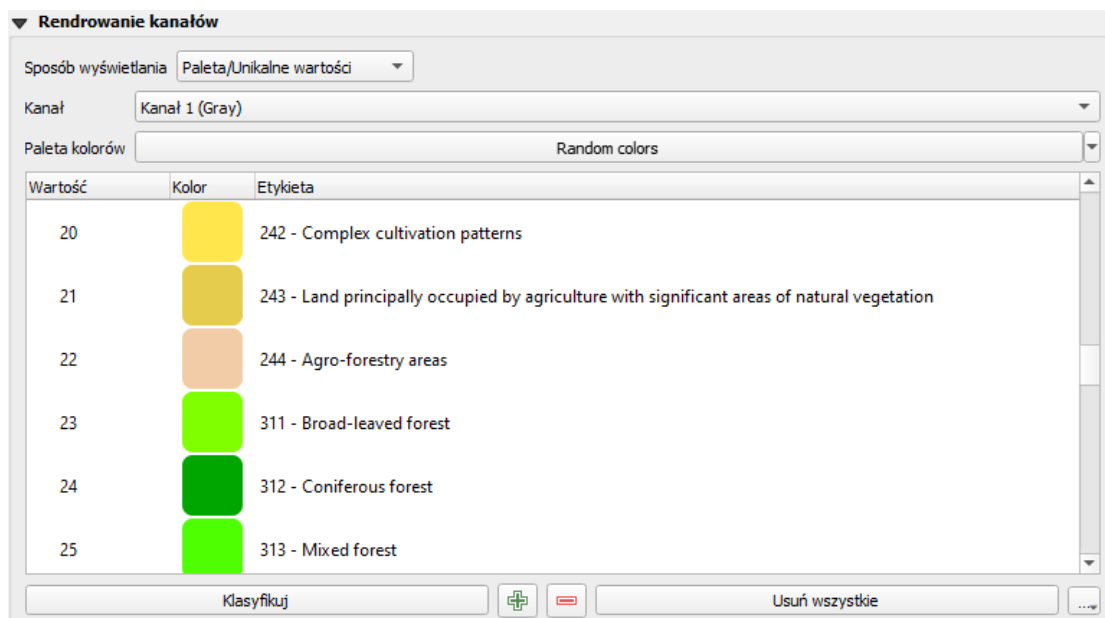 Rendrowanie kanałów
Sposób wyświetlania Paleta/Unikalne wartości
Kanał Kanał 1 (Gray)
Paleta kolorów Random colors
Wartość Kolor Etykieta
20 242 - Complex cultivation patterns
21 243 - Land principally occupied by agriculture with significant areas of natural vegetation
22 244 - Agro-forestry areas
23 311 - Broad-leaved forest
24 312 - Coniferous forest
25 313 - Mixed forest
Klasyfikuj Usuń wszystkie ...